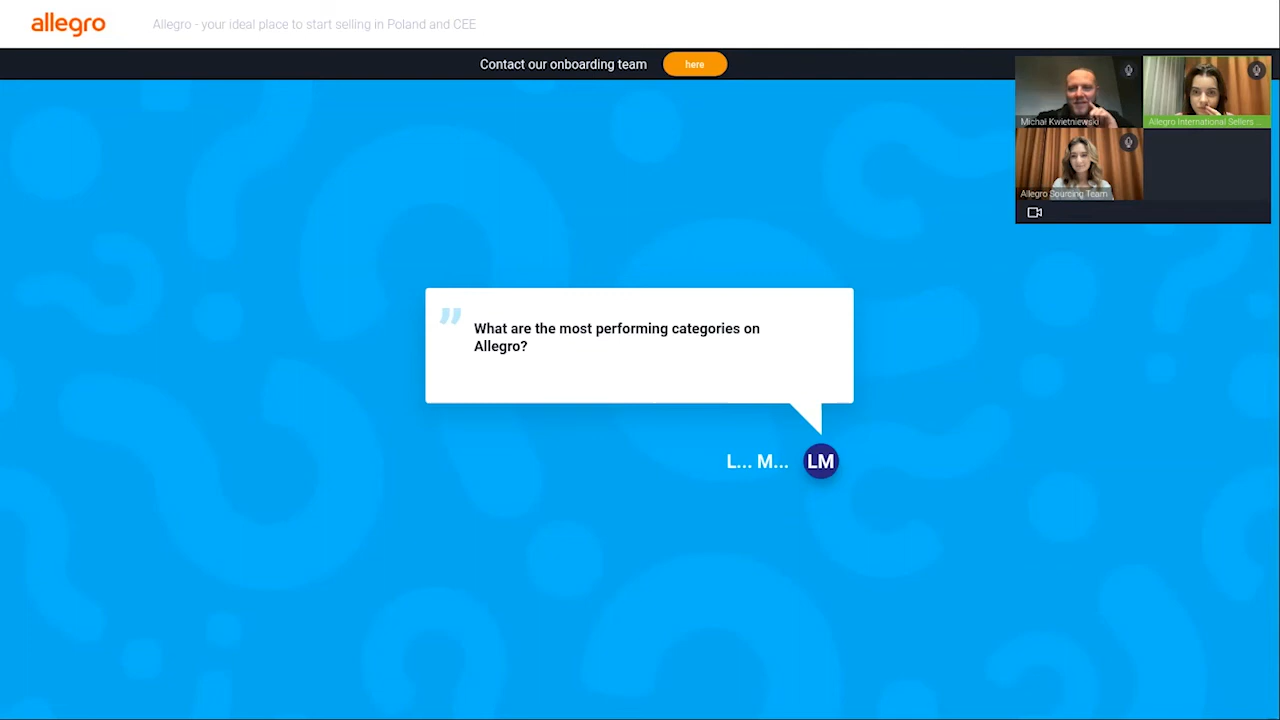 allegro
Allegro - your ideal place to start selling in Poland and CEE
Contact our onboarding team
here
Michał Kwietniewski
Allegro International Sellers ...
Allegro Sourcing Team
What are the most performing categories on
Allegro?
L... M...
LM